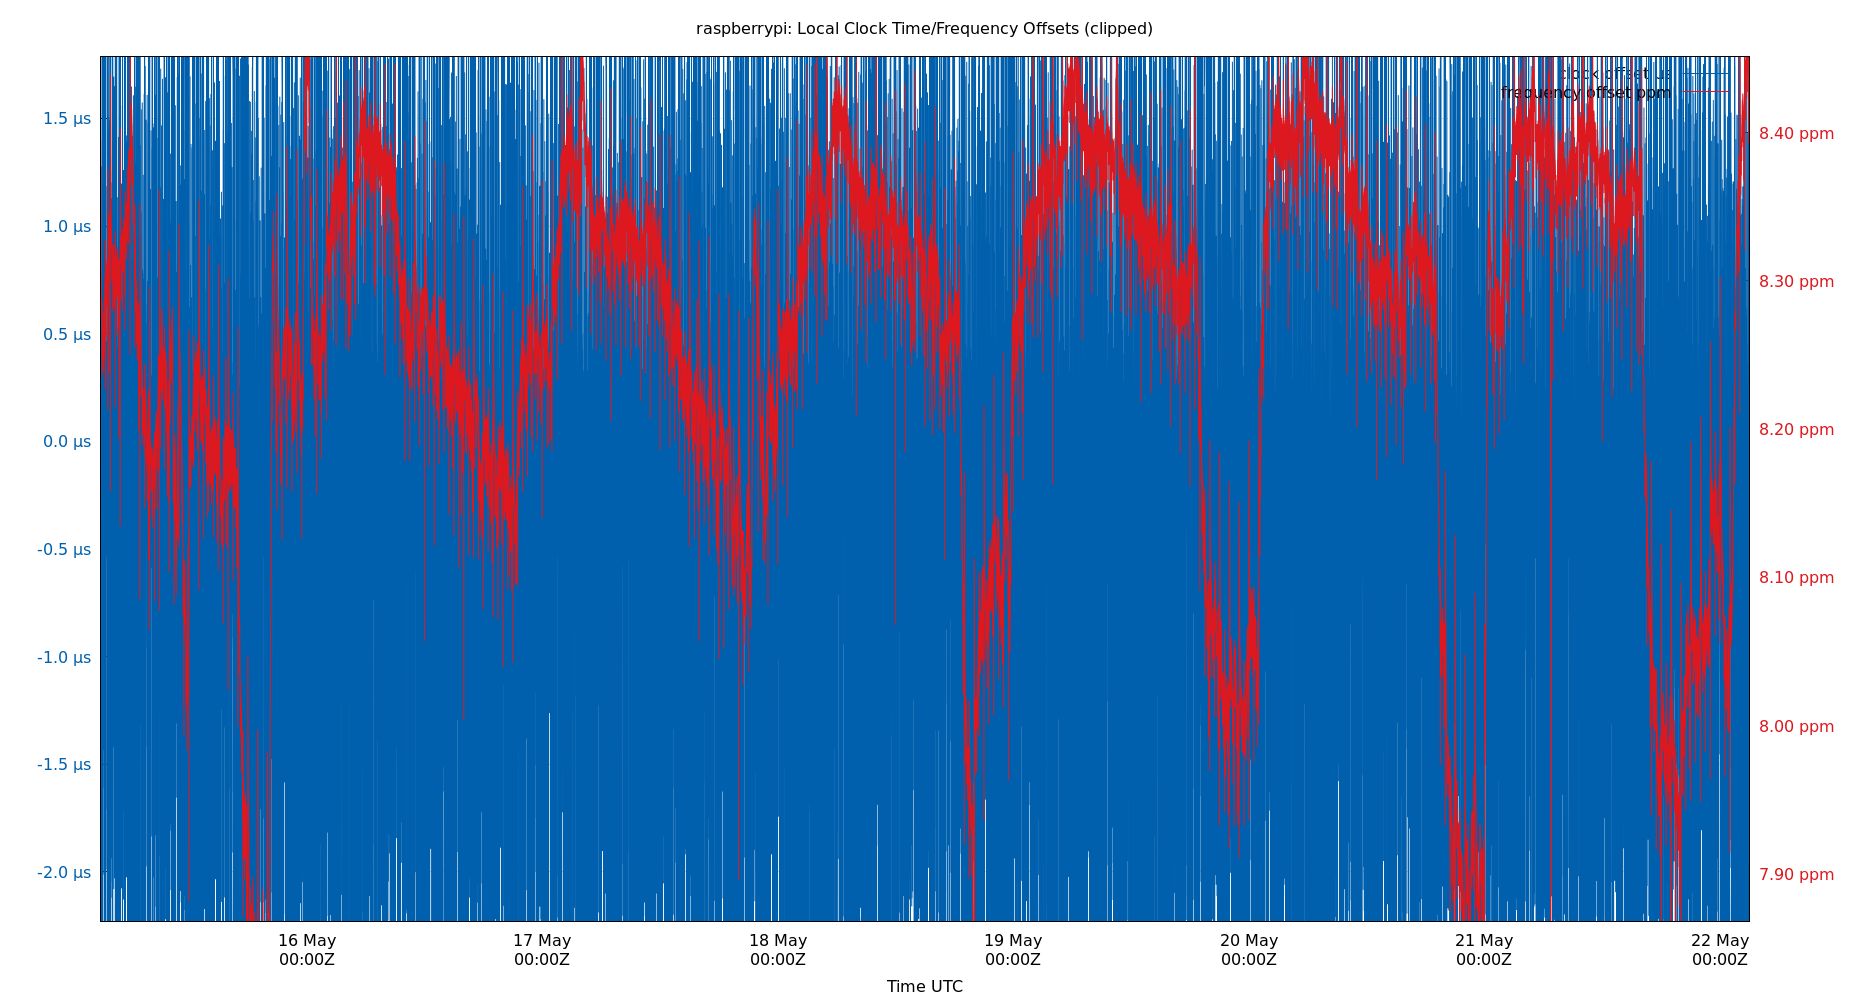 raspberrypi: Local Clock Time/Frequency Offsets (clipped)
clock offset us
frequency offset ppm
1.5 µs
1.0 µs
0.5 µs
0.0 µs
-0.5 µs
-1.0 µs
-1.5 µs
-2.0 µs
8.40 ppm
8.30 ppm
8.20 ppm
8.10 ppm
8.00 ppm
7.90 ppm
16 May 17 May 18 May 19 May 20 May 21 May 22 May
00:00Z 00:00Z 00:00Z 00:00Z 00:00Z 00:00Z 00:00Z
Time UTC